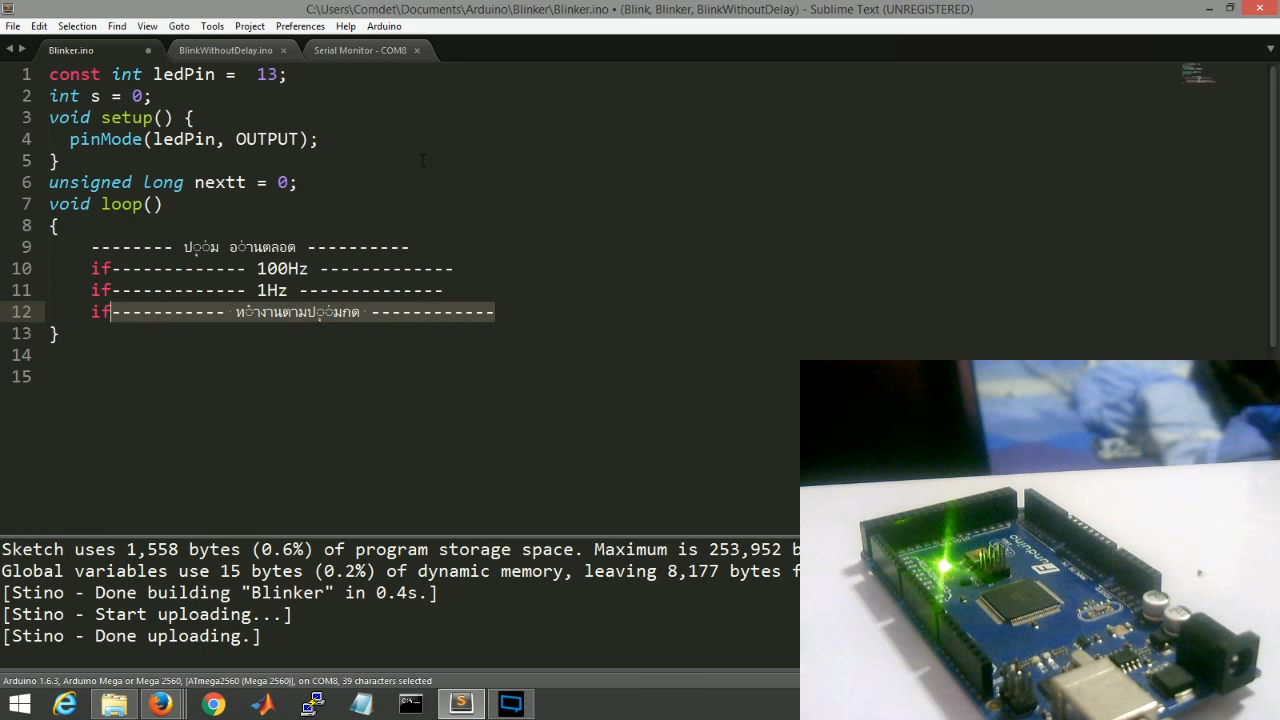 C:\Users\Comdet\Documents\Arduino\Blinker\Blinker.ino • (Blink, Blinker, BlinkWithoutDelay) - Sublime Text (UNREGISTERED)
File Edit Selection Find View Goto Tools Project Preferences Help Arduino
Blinker.ino BlinkWithoutDelay.ino Serial Monitor - COM8
1 const int ledPin =  13;
2 int s = 0;
3 void setup() {
4 pinMode(ledPin, OUTPUT);
5 }
6 unsigned long nextt = 0;
7 void loop()
8 {
9 -------- ปุ่ม อ่านตลอด ----------
10 if------------- 100Hz -------------
11 if------------- 1Hz --------------
12 if----------- ทำงานตามปุ่มกด ------------
13 }
14
15
Sketch uses 1,558 bytes (0.6%) of program storage space. Maximum is 253,952 b
Global variables use 15 bytes (0.2%) of dynamic memory, leaving 8,177 bytes f
[Stino - Done building "Blinker" in 0.4s.]
[Stino - Start uploading...]
[Stino - Done uploading.]
Arduino 1.6.3, Arduino Mega or Mega 2560, [ATmega2560 (Mega 2560)], on COM8, 39 characters selected